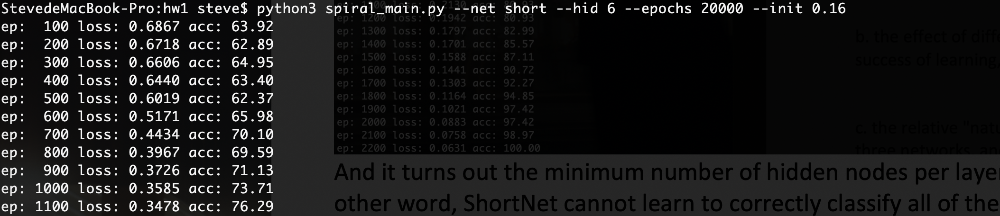 StevedeMacBook-Pro:hw1 steve$ python3 spiral_main.py --net short --hid 6 --epochs 20000 --init 0.16
ep:  100 loss: 0.6867 acc: 63.92
ep:  200 loss: 0.6718 acc: 62.89
ep:  300 loss: 0.6606 acc: 64.95
ep:  400 loss: 0.6440 acc: 63.40
ep:  500 loss: 0.6019 acc: 62.37
ep:  600 loss: 0.5171 acc: 65.98
ep:  700 loss: 0.4434 acc: 70.10
ep:  800 loss: 0.3967 acc: 69.59
ep:  900 loss: 0.3726 acc: 71.13
ep: 1000 loss: 0.3585 acc: 73.71
ep: 1100 loss: 0.3478 acc: 76.29
ep: 1200 loss: 0.1942 acc: 80.93
ep: 1300 loss: 0.1797 acc: 82.99
ep: 1400 loss: 0.1701 acc: 85.57
ep: 1500 loss: 0.1588 acc: 87.11
ep: 1600 loss: 0.1441 acc: 90.72
ep: 1700 loss: 0.1303 acc: 92.27
ep: 1800 loss: 0.1164 acc: 94.85
ep: 1900 loss: 0.1021 acc: 97.42
ep: 2000 loss: 0.0883 acc: 97.42
ep: 2100 loss: 0.0758 acc: 98.97
ep: 2200 loss: 0.0631 acc: 100.00
And it turns out the minimum number of hidden nodes per layer
other word, ShortNet cannot learn to correctly classify all of the
b. the effect of diffe
success of learning,
c. the relative "natu
three networks, an